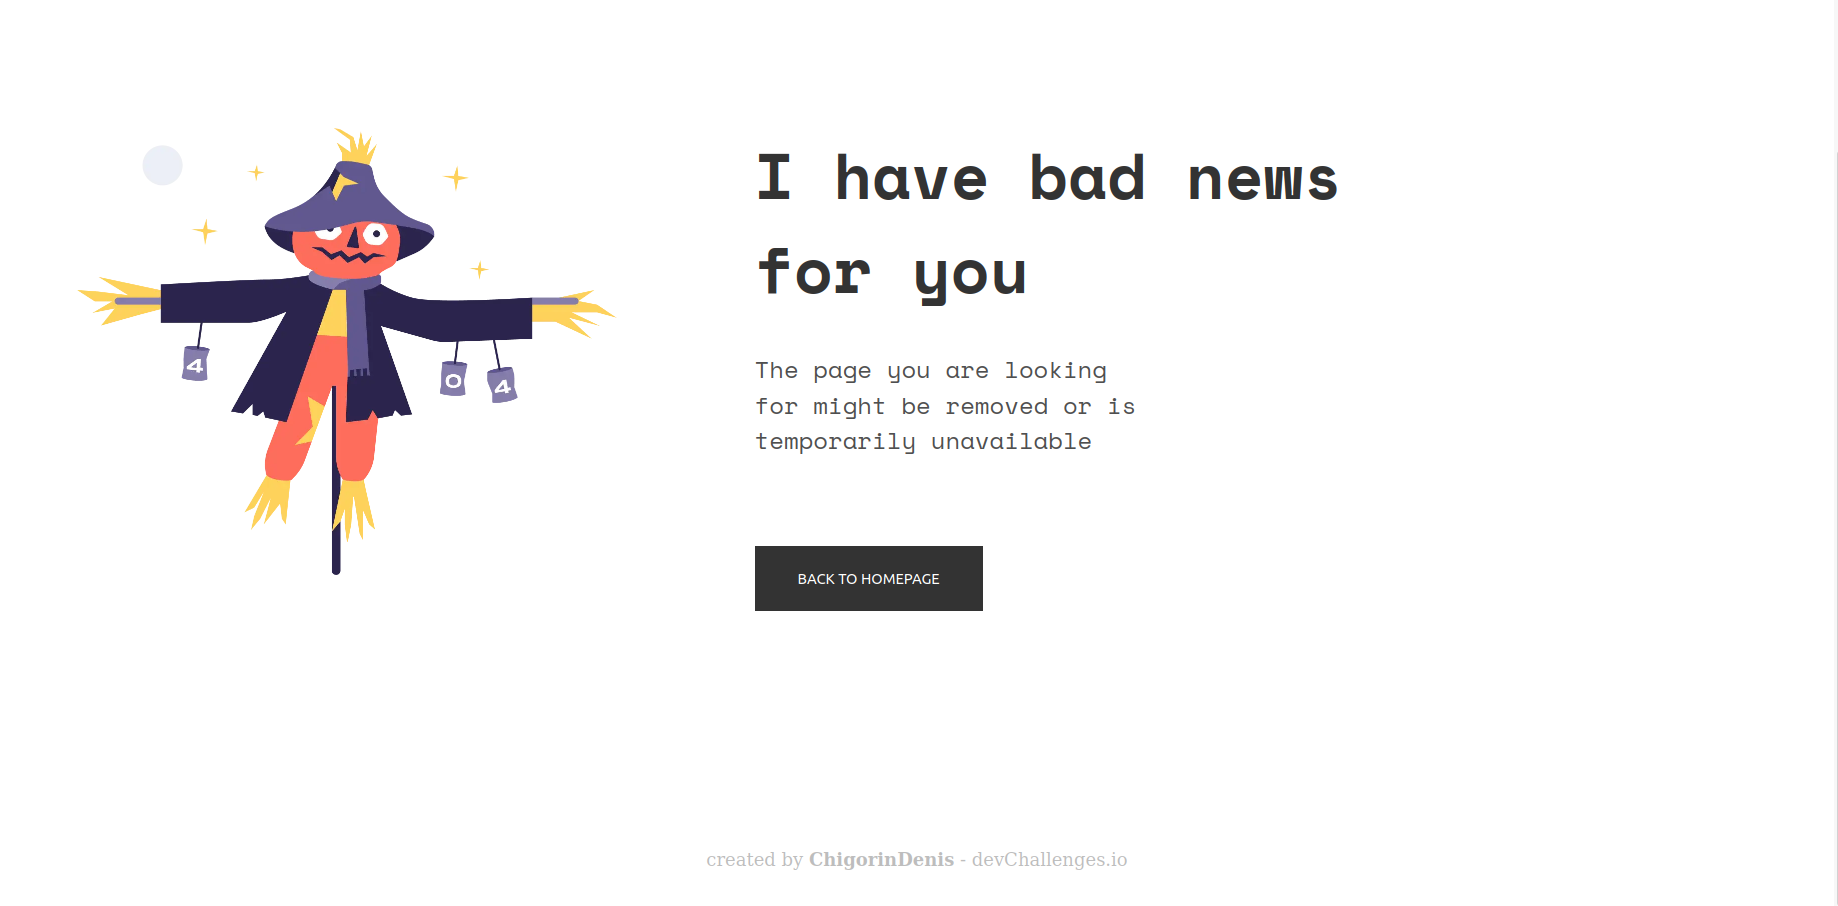 4
0
4
I have bad news
for you
The page you are looking
for might be removed or is
temporarily unavailable
BACK TO HOMEPAGE
created by ChigorinDenis - devChallenges.io